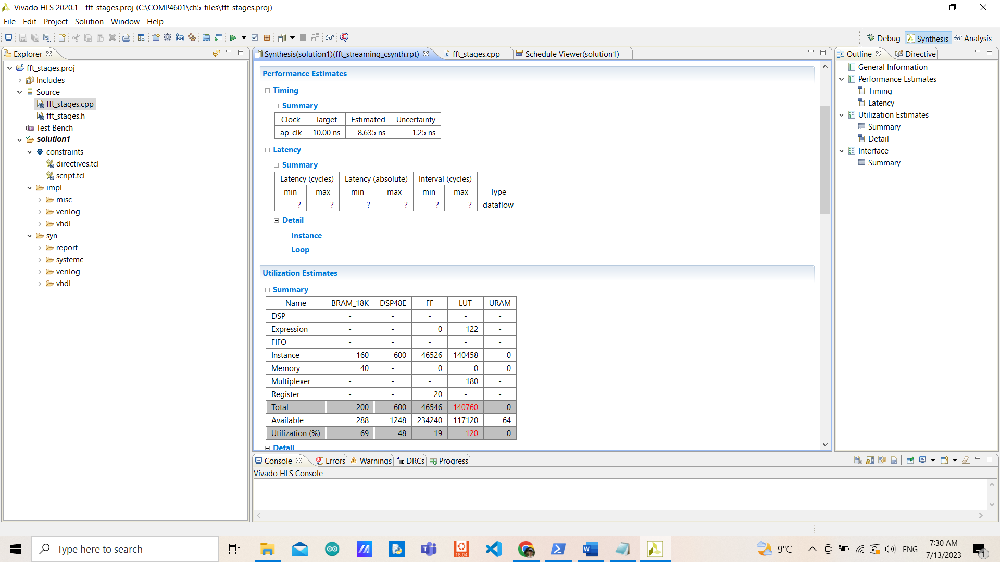 Vivado HLS 2020.1 - fft_stages.proj (C:\COMP4601\ch5-files\fft_stages.proj)
File Edit Project Solution Window Help
Debug Synthesis Analysis
Explorer
fft_stages.proj
Includes
Source
fft_stages.cpp
fft_stages.h
Test Bench
solution1
constraints
directives.tcl
script.tcl
impl
misc
verilog
vhdl
syn
report
systemc
verilog
vhdl
Synthesis(solution1)(fft_streaming_csynth.rpt) fft_stages.cpp Schedule Viewer(solution1)
Performance Estimates
Timing
Summary
Clock Target Estimated Uncertainty
ap_clk 10.00 ns 8.635 ns 1.25 ns
Latency
Summary
Latency (cycles) Latency (absolute) Interval (cycles)
min max min max min max Type
? ? ? ? ? ? dataflow
Detail
Instance
Loop
Utilization Estimates
Summary
Name BRAM_18K DSP48E FF LUT URAM
DSP - - - - -
Expression - - 0 122 -
FIFO - - - - -
Instance 160 600 46526 140458 0
Memory 40 - 0 0 0
Multiplexer - - - 180 -
Register - - 20 - -
Total 200 600 46546 140760 0
Available 288 1248 234240 117120 64
Utilization (%) 69 48 19 120 0
Detail
Outline Directive
General Information
Performance Estimates
Timing
Latency
Utilization Estimates
Summary
Detail
Interface
Summary
Console Errors Warnings DRCs Progress
Vivado HLS Console
Type here to search
18.04
9°C
ENG
7:30 AM
7/13/2023
1